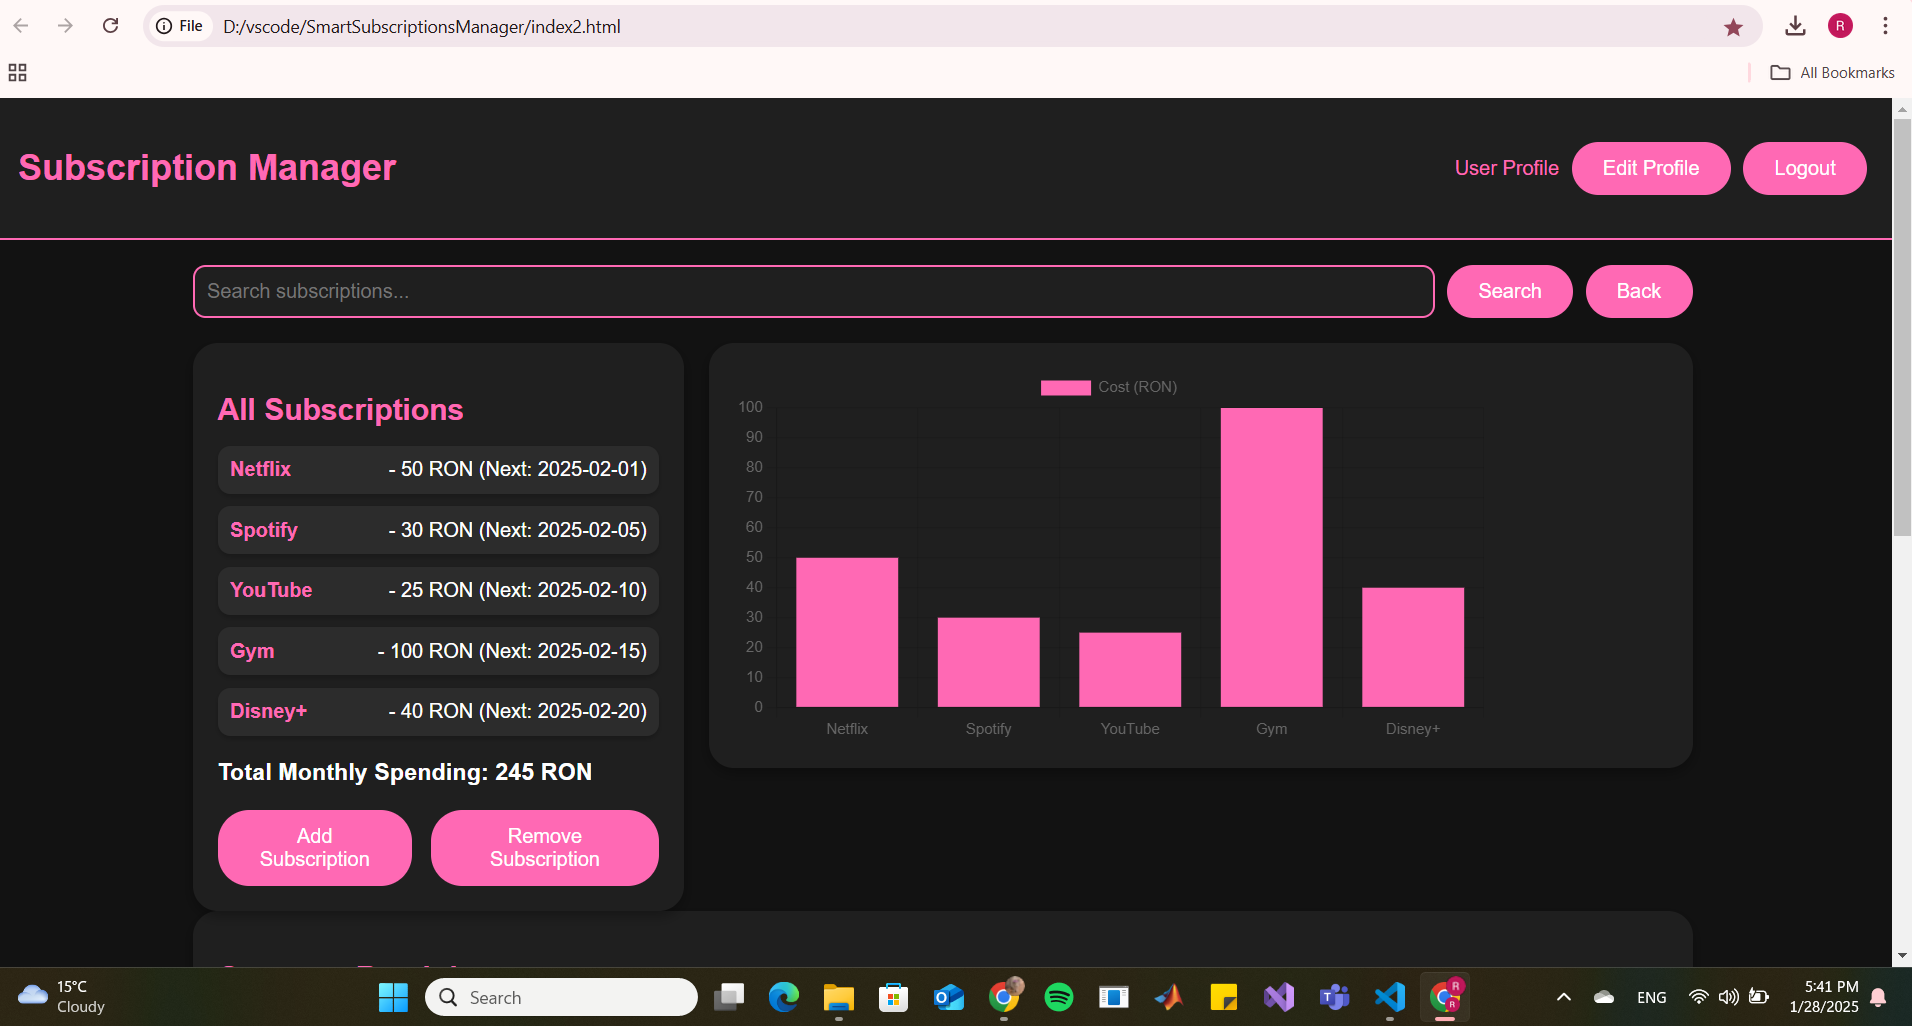 File D:/vscode/SmartSubscriptionsManager/index2.html
R
All Bookmarks
Subscription Manager
User Profile
Edit Profile
Logout
Search subscriptions...
Search
Back
All Subscriptions
Netflix - 50 RON (Next: 2025-02-01)
Spotify - 30 RON (Next: 2025-02-05)
YouTube - 25 RON (Next: 2025-02-10)
Gym - 100 RON (Next: 2025-02-15)
Disney+ - 40 RON (Next: 2025-02-20)
Total Monthly Spending: 245 RON
Add
Subscription
Remove
Subscription
Cost (RON)
100
90
80
70
60
50
40
30
20
10
0
Netflix Spotify YouTube Gym Disney+
15°C
Cloudy
Search
R
R
ENG
5:41 PM
1/28/2025